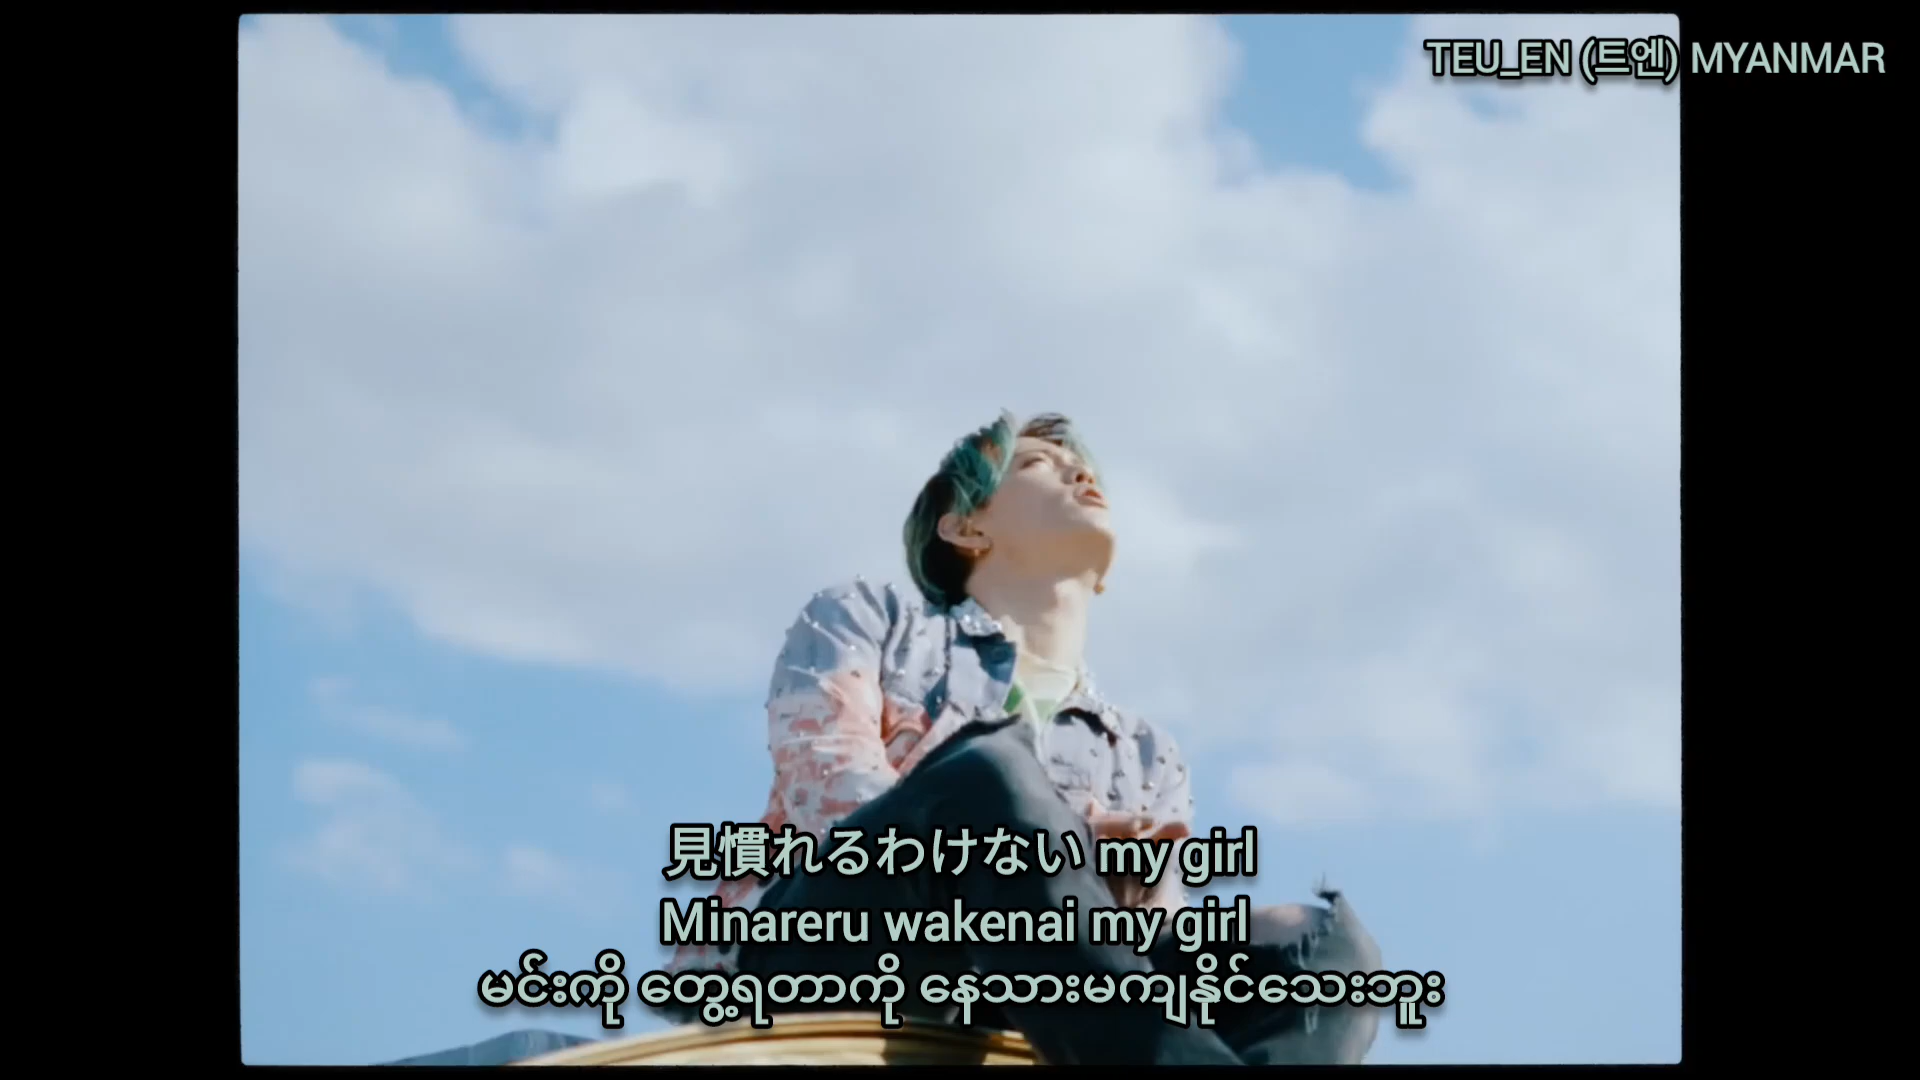 TEU_EN (트엔) MYANMAR
見慣れるわけない my girl
Minareru wakenai my girl
မင်းကို တွေ့ရတာကို နေသားမကျနိုင်သေးဘူး